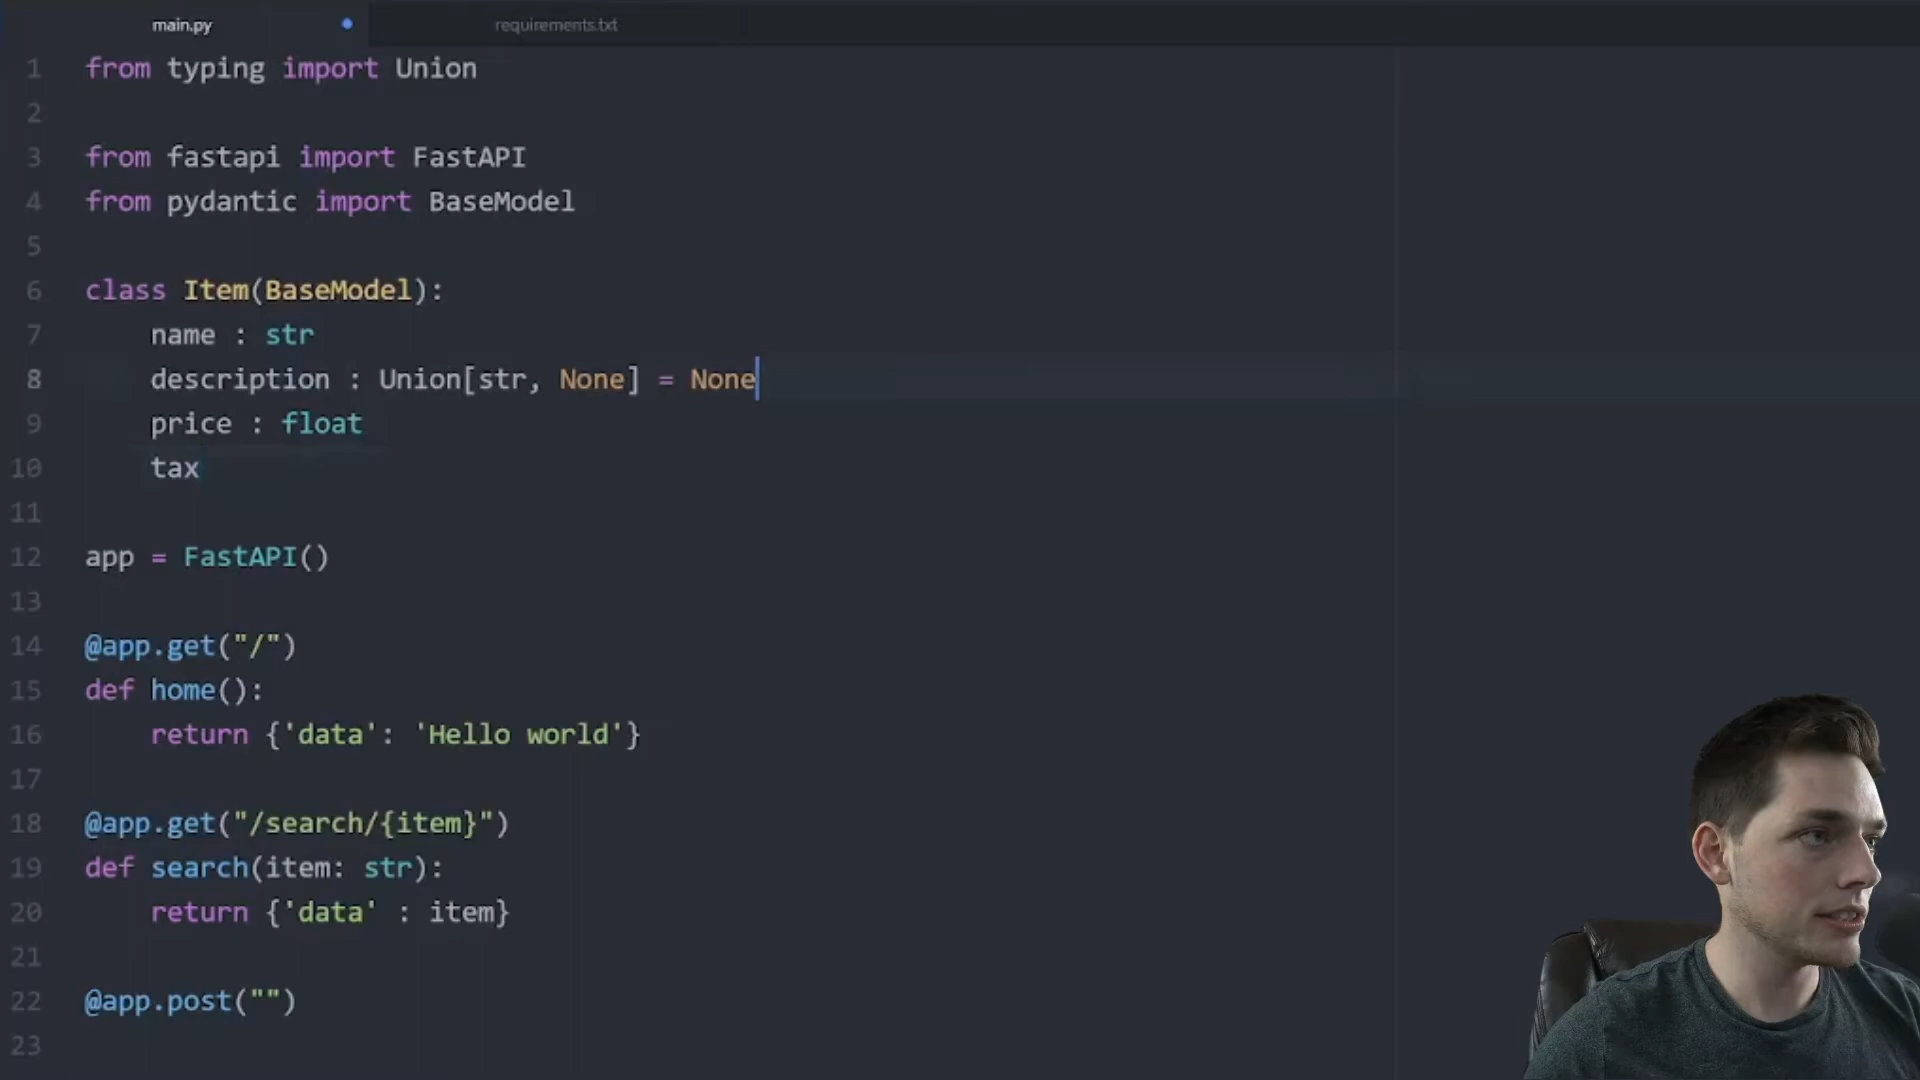 main.py requirements.txt
1 from typing import Union
2
3 from fastapi import FastAPI
4 from pydantic import BaseModel
5
6 class Item(BaseModel):
7 name : str
8 description : Union[str, None] = None
9 price : float
10 tax
11
12 app = FastAPI()
13
14 @app.get("/")
15 def home():
16 return {'data': 'Hello world'}
17
18 @app.get("/search/{item}")
19 def search(item: str):
20 return {'data' : item}
21
22 @app.post("")
23